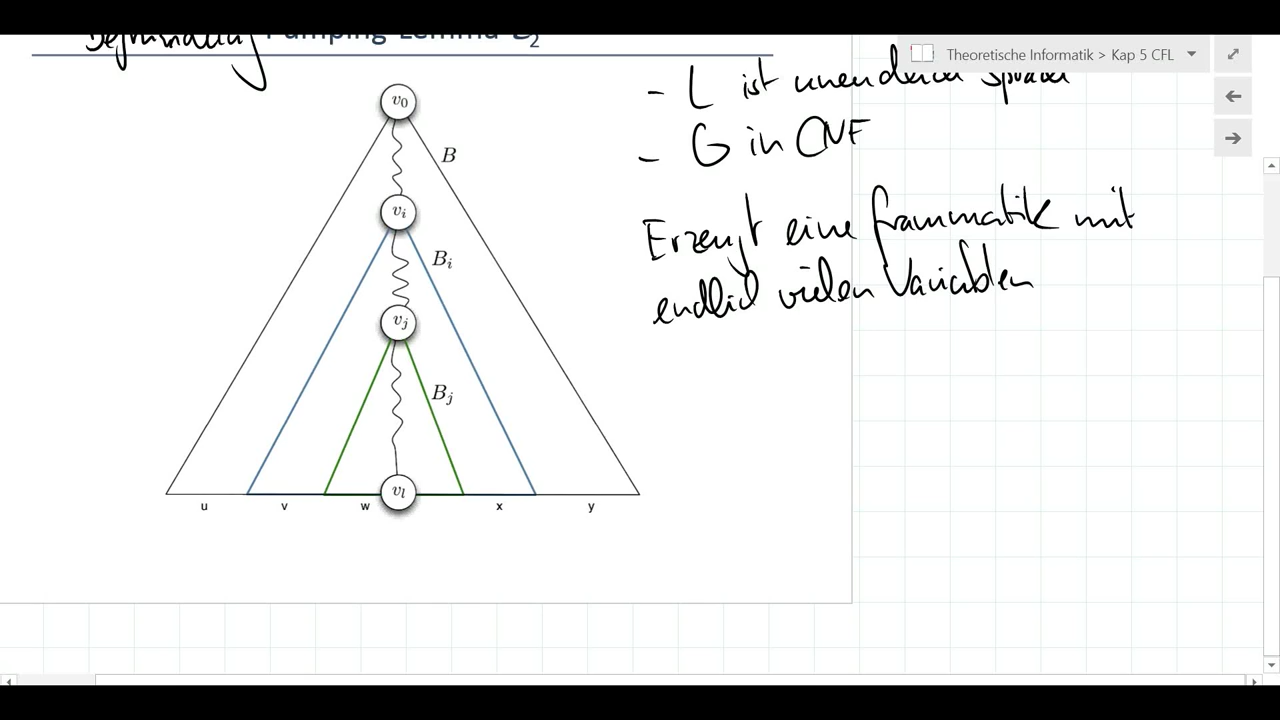 Pumping Lemma L2
Theoretische Informatik > Kap 5 CFL
- L ist unendliche Sprache
- G in CNF
Erzeugt eine Grammatik mit
endlich vielen Variablen
v0
B
vi
Bi
vj
Bj
vl
u v w x y